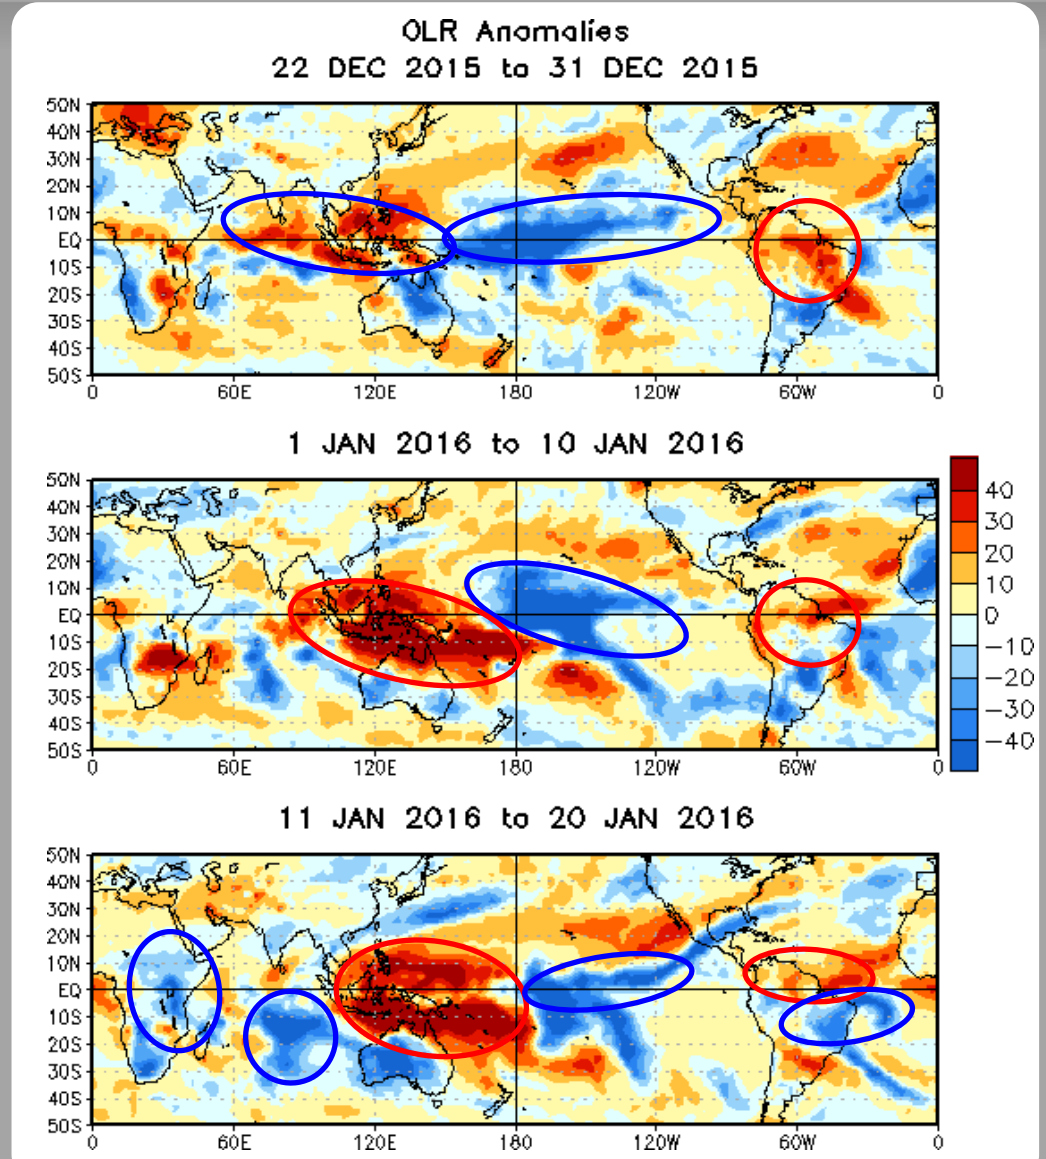 OLR Anomalies
22 DEC 2015 to 31 DEC 2015
50N
40N
30N
20N
10N
EQ
10S
20S
30S
40S
50S
0 60E 120E 180 120W 60W 0
1 JAN 2016 to 10 JAN 2016
50N
40N
30N
20N
10N
EQ
10S
20S
30S
40S
50S
0 60E 120E 180 120W 60W 0
40
30
20
10
0
-10
-20
-30
-40
11 JAN 2016 to 20 JAN 2016
50N
40N
30N
20N
10N
EQ
10S
20S
30S
40S
50S
0 60E 120E 180 120W 60W 0